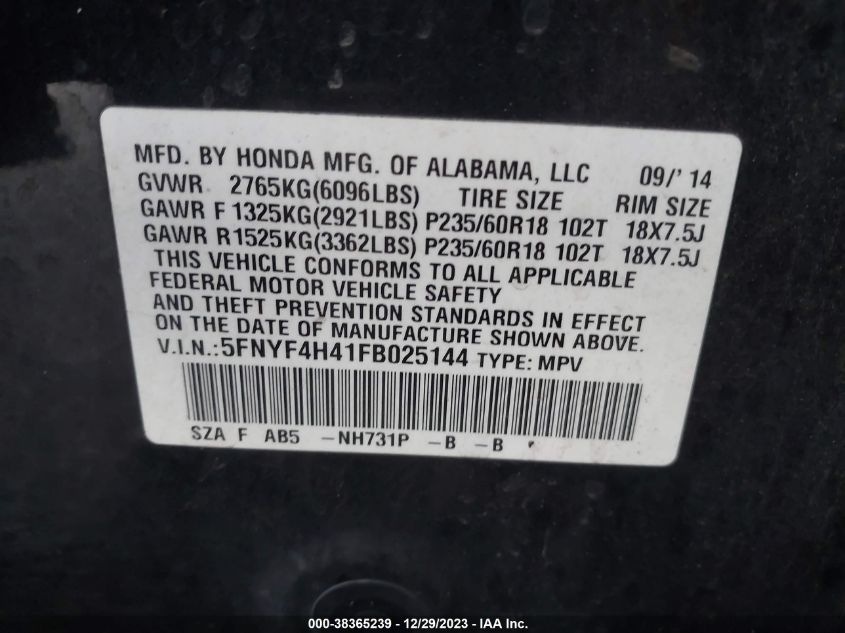 MFD. BY HONDA MFG. OF ALABAMA, LLC 09/'14
GVWR 2765KG(6096LBS) TIRE SIZE RIM SIZE
GAWR F 1325KG(2921LBS) P235/60R18 102T 18X7.5J
GAWR R1525KG(3362LBS) P235/60R18 102T 18X7.5J
THIS VEHICLE CONFORMS TO ALL APPLICABLE
FEDERAL MOTOR VEHICLE SAFETY
AND THEFT PREVENTION STANDARDS IN EFFECT
ON THE DATE OF MANUFACTURE SHOWN ABOVE.
V.I.N.:5FNYF4H41FB025144 TYPE: MPV
SZA F AB5 -NH731P -B -B
000-38365239 - 12/29/2023 - IAA Inc.